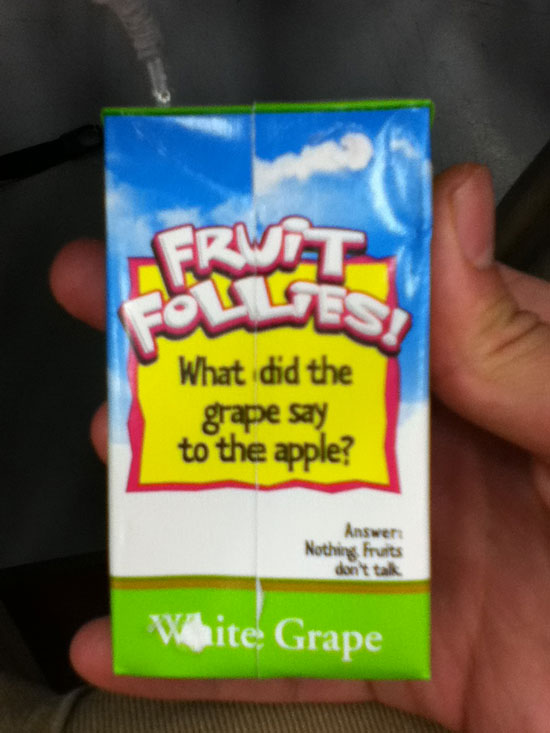 FRUIT
FOLLIES!
What did the
grape say
to the apple?
Answer:
Nothing. Fruits
don't talk.
White Grape